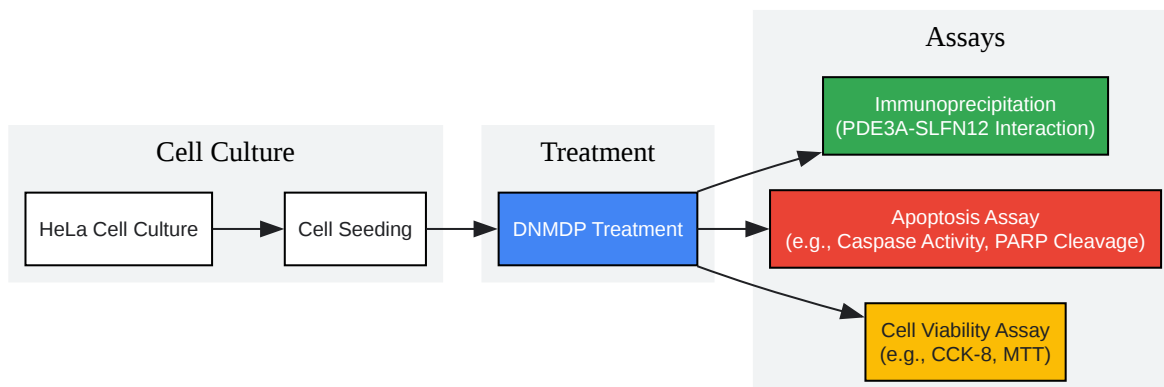 Cell Culture
HeLa Cell Culture
Cell Seeding
Treatment
DNMDP Treatment
Assays
Immunoprecipitation
(PDE3A-SLFN12 Interaction)
Apoptosis Assay
(e.g., Caspase Activity, PARP Cleavage)
Cell Viability Assay
(e.g., CCK-8, MTT)